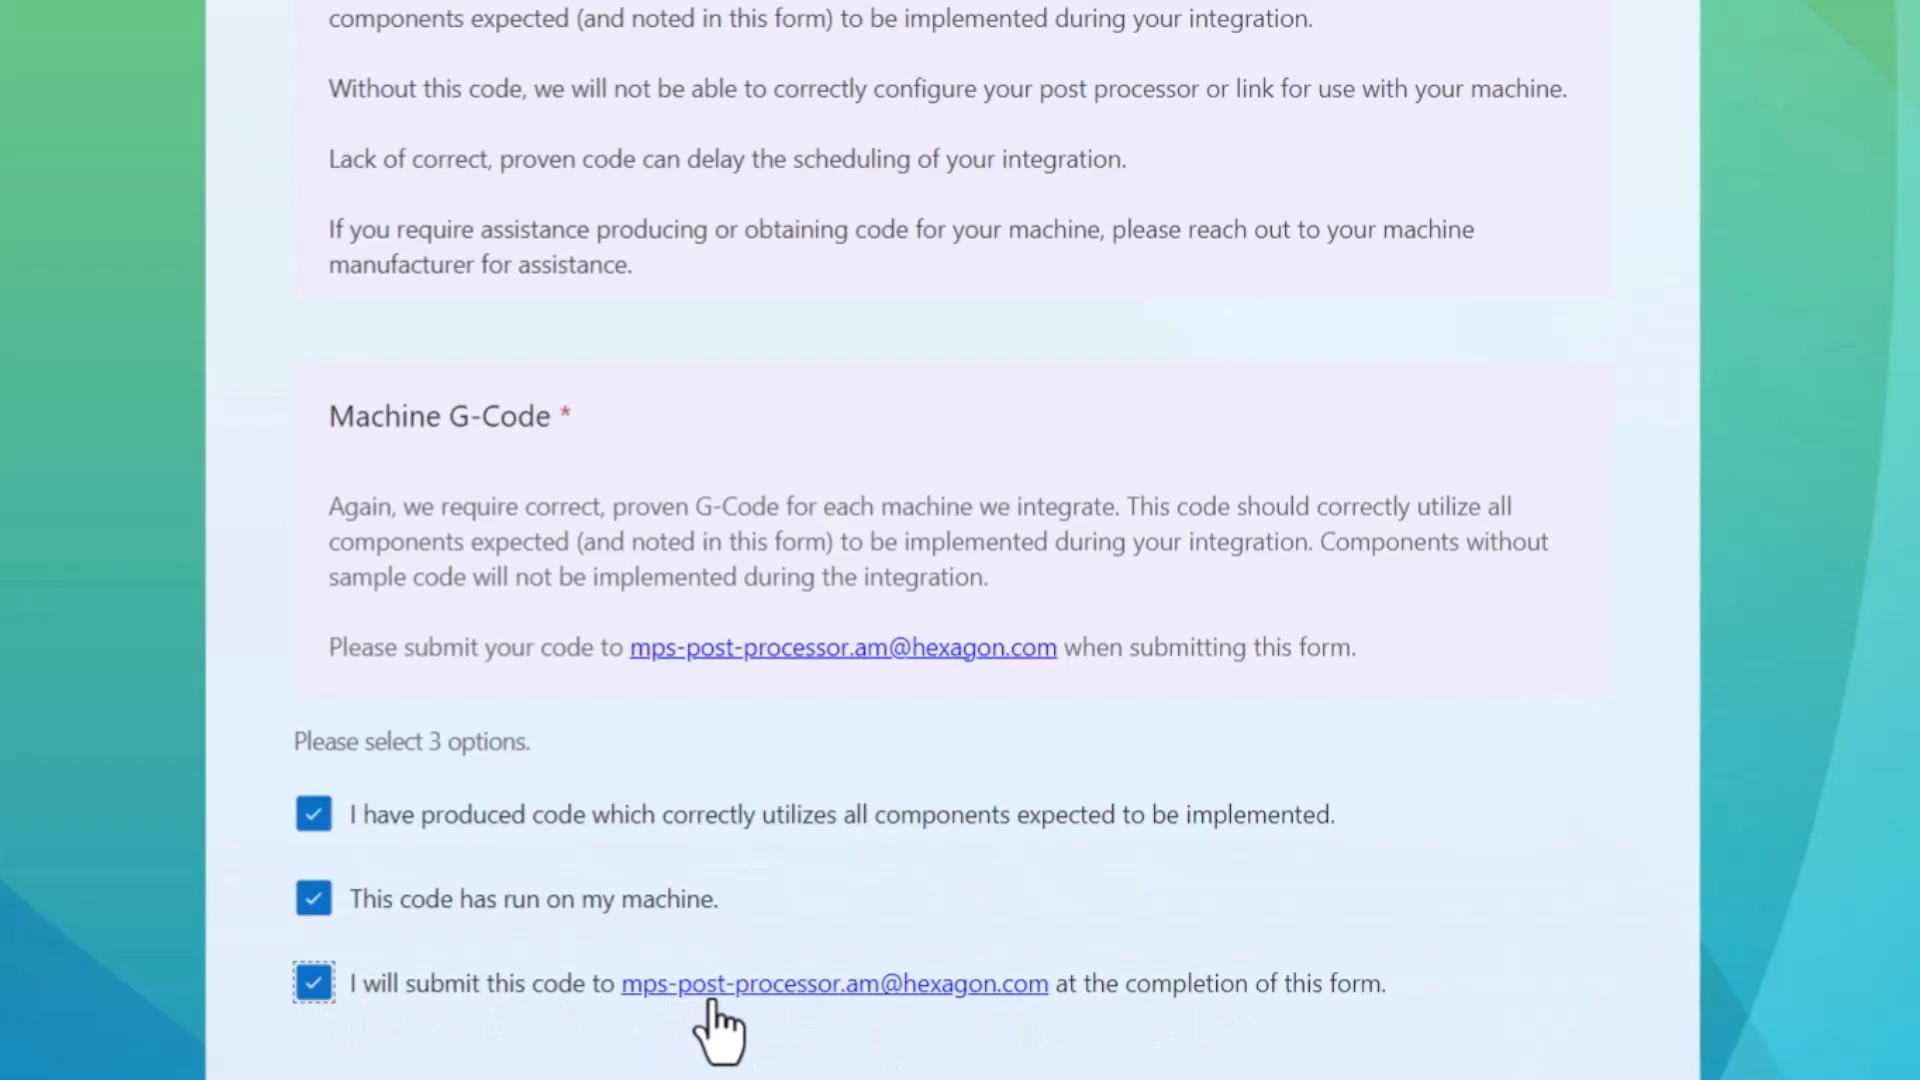 components expected (and noted in this form) to be implemented during your integration.
Without this code, we will not be able to correctly configure your post processor or link for use with your machine.
Lack of correct, proven code can delay the scheduling of your integration.
If you require assistance producing or obtaining code for your machine, please reach out to your machine
manufacturer for assistance.
Machine G-Code *
Again, we require correct, proven G-Code for each machine we integrate. This code should correctly utilize all
components expected (and noted in this form) to be implemented during your integration. Components without
sample code will not be implemented during the integration.
Please submit your code to mps-post-processor.am@hexagon.com when submitting this form.
Please select 3 options.
I have produced code which correctly utilizes all components expected to be implemented.
This code has run on my machine.
I will submit this code to mps-post-processor.am@hexagon.com at the completion of this form.